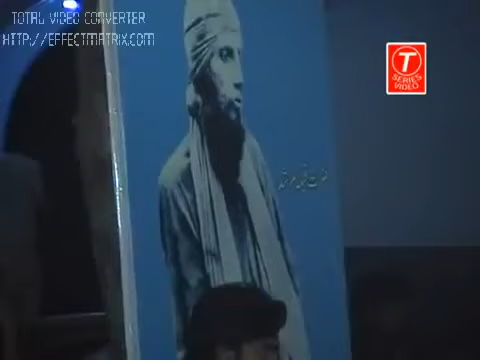 TOTAL VIDEO CONVERTER
HTTP://EFFECTMATRIX.COM
T
SERIES
VIDEO